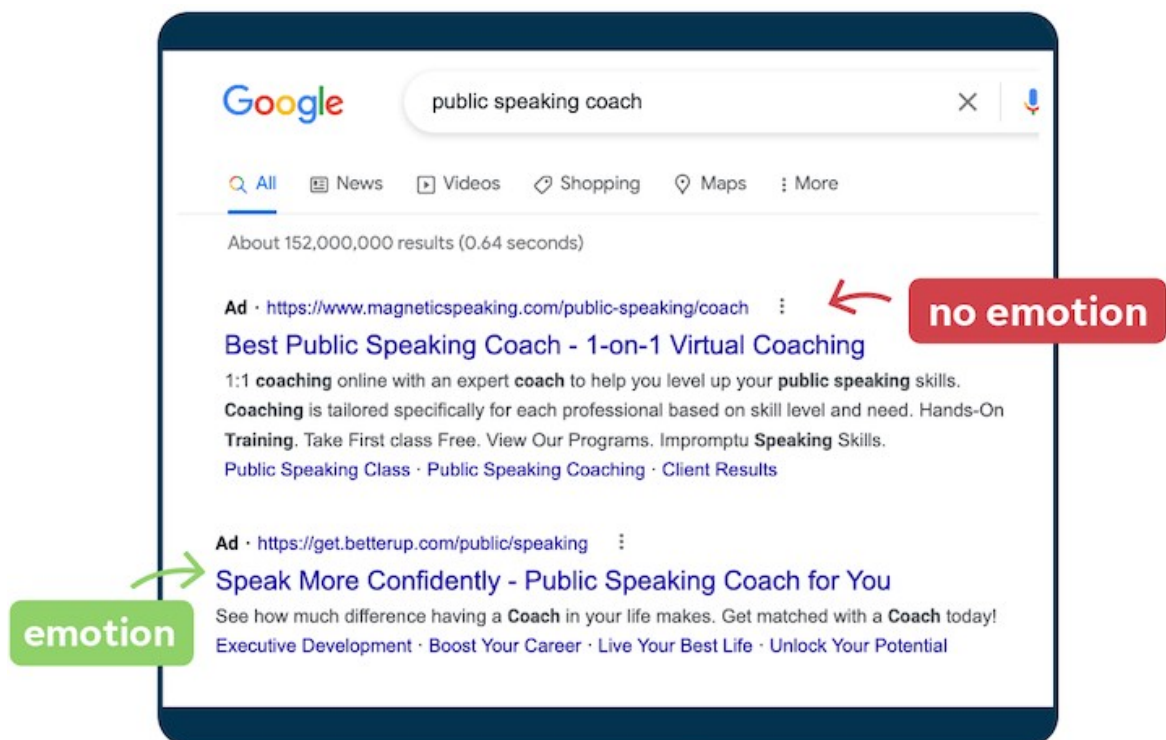 Google
public speaking coach
All News Videos Shopping Maps More
About 152,000,000 results (0.64 seconds)
Ad · https://www.magneticspeaking.com/public-speaking/coach
no emotion
Best Public Speaking Coach - 1-on-1 Virtual Coaching
1:1 coaching online with an expert coach to help you level up your public speaking skills.
Coaching is tailored specifically for each professional based on skill level and need. Hands-On
Training. Take First class Free. View Our Programs. Impromptu Speaking Skills.
Public Speaking Class · Public Speaking Coaching · Client Results
Ad · https://get.betterup.com/public/speaking
Speak More Confidently - Public Speaking Coach for You
emotion
See how much difference having a Coach in your life makes. Get matched with a Coach today!
Executive Development · Boost Your Career · Live Your Best Life · Unlock Your Potential